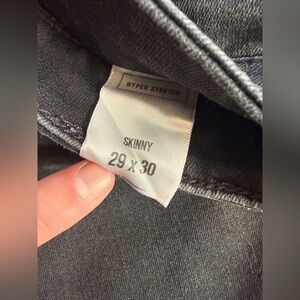 HYPER STRETCH
SKINNY
29 X 30